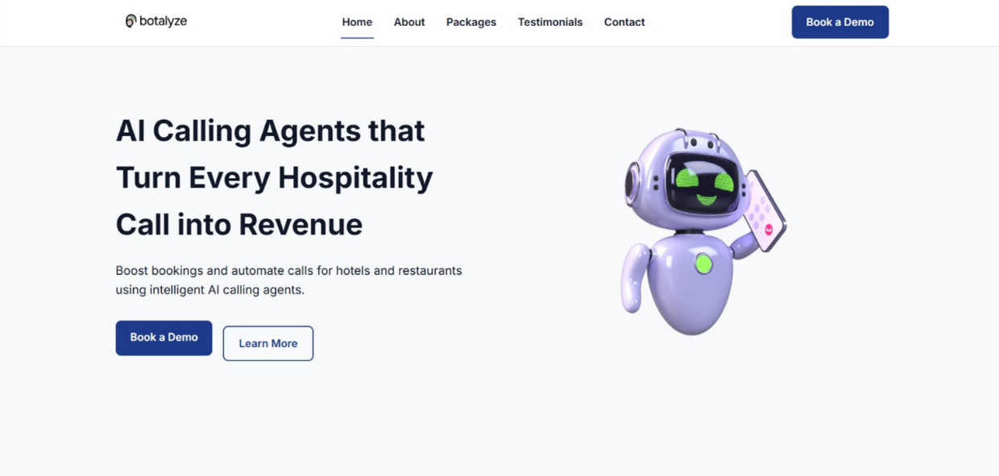 botalyze
Home
About
Packages
Testimonials
Contact
Book a Demo
AI Calling Agents that
Turn Every Hospitality
Call into Revenue
Boost bookings and automate calls for hotels and restaurants
using intelligent AI calling agents.
Book a Demo
Learn More